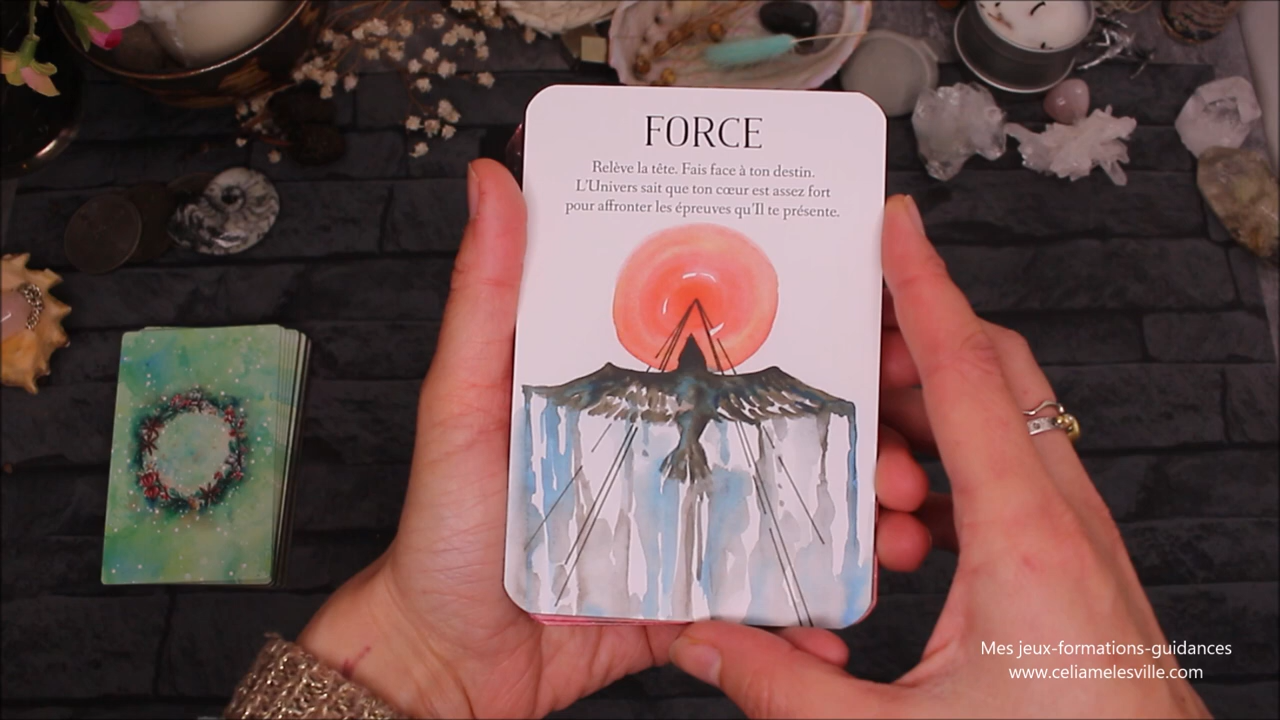 FORCE
Relève la tête. Fais face à ton destin.
L'Univers sait que ton cœur est assez fort
pour affronter les épreuves qu'Il te présente.
Mes jeux-formations-guidances
www.celiamelesville.com